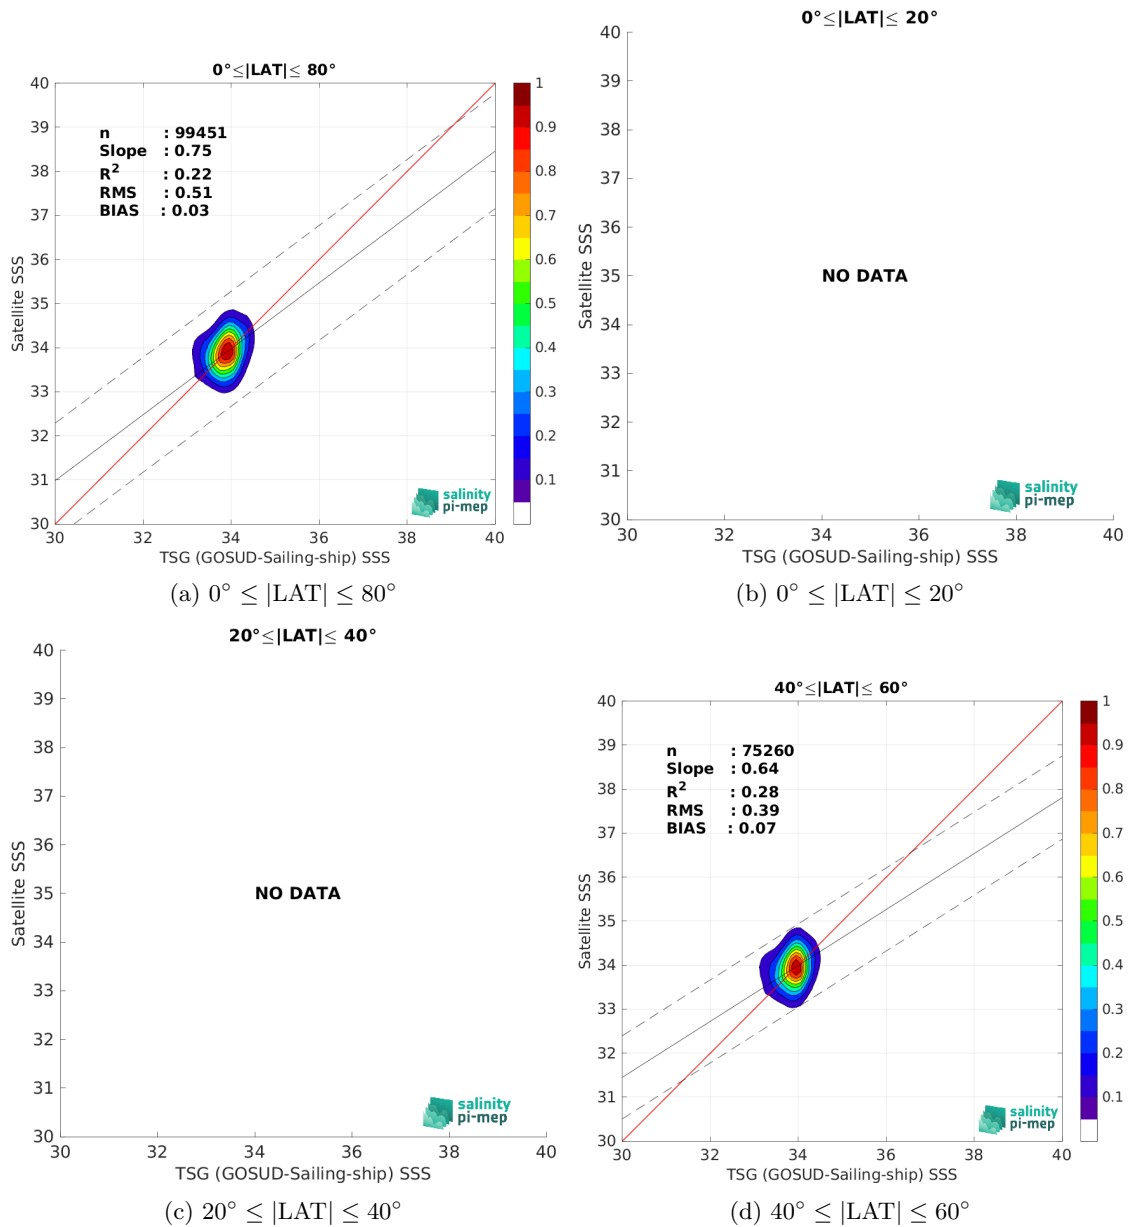 0°≤|LAT|≤ 80°
40
39
38
37
36
35
34
33
32
31
30
Satellite SSS
n : 99451
Slope : 0.75
R2 : 0.22
RMS : 0.51
BIAS : 0.03
1
0.9
0.8
0.7
0.6
0.5
0.4
0.3
0.2
0.1
salinity
pi-mep
30 32 34 36 38 40
TSG (GOSUD-Sailing-ship) SSS
(a) 0° ≤ |LAT| ≤ 80°
0°≤|LAT|≤ 20°
40
39
38
37
36
35
34
33
32
31
30
Satellite SSS
NO DATA
salinity
pi-mep
30 32 34 36 38 40
TSG (GOSUD-Sailing-ship) SSS
(b) 0° ≤ |LAT| ≤ 20°
20°≤|LAT|≤ 40°
40
39
38
37
36
35
34
33
32
31
30
Satellite SSS
NO DATA
salinity
pi-mep
30 32 34 36 38 40
TSG (GOSUD-Sailing-ship) SSS
(c) 20° ≤ |LAT| ≤ 40°
40°≤|LAT|≤ 60°
40
39
38
37
36
35
34
33
32
31
30
Satellite SSS
n : 75260
Slope : 0.64
R2 : 0.28
RMS : 0.39
BIAS : 0.07
1
0.9
0.8
0.7
0.6
0.5
0.4
0.3
0.2
0.1
salinity
pi-mep
30 32 34 36 38 40
TSG (GOSUD-Sailing-ship) SSS
(d) 40° ≤ |LAT| ≤ 60°